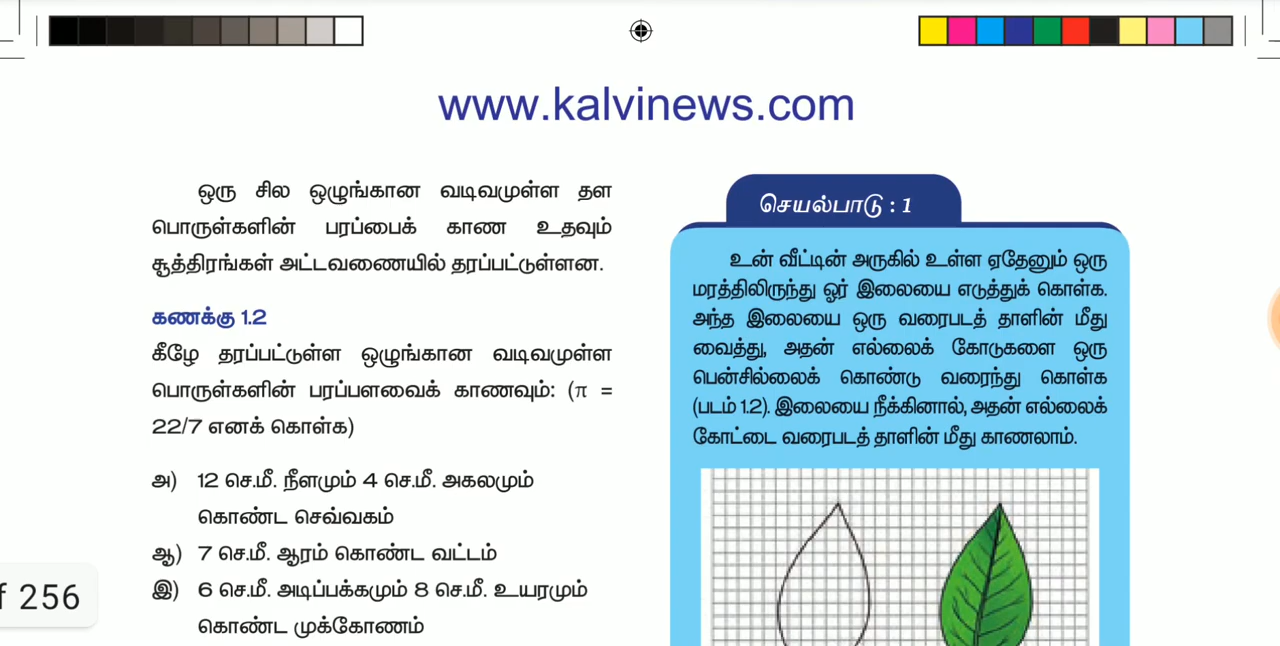 www.kalvinews.com
ஒரு சில ஒழுங்கான வடிவமுள்ள தள
பொருள்களின் பரப்பைக் காண உதவும்
சூத்திரங்கள் அட்டவணையில் தரப்பட்டுள்ளன.
கணக்கு 1.2
கீழே தரப்பட்டுள்ள ஒழுங்கான வடிவமுள்ள
பொருள்களின் பரப்பளவைக் காணவும்: (π =
22/7 எனக் கொள்க)
அ) 12 செ.மீ. நீளமும் 4 செ.மீ. அகலமும்
கொண்ட செவ்வகம்
ஆ) 7 செ.மீ. ஆரம் கொண்ட வட்டம்
இ) 6 செ.மீ. அடிப்பக்கமும் 8 செ.மீ. உயரமும்
கொண்ட முக்கோணம்
செயல்பாடு : 1
உன் வீட்டின் அருகில் உள்ள ஏதேனும் ஒரு
மரத்திலிருந்து ஓர் இலையை எடுத்துக் கொள்க.
அந்த இலையை ஒரு வரைபடத் தாளின் மீது
வைத்து, அதன் எல்லைக் கோடுகளை ஒரு
பென்சில்லைக் கொண்டு வரைந்து கொள்க
(படம் 1.2). இலையை நீக்கினால், அதன் எல்லைக்
கோட்டை வரைபடத் தாளின் மீது காணலாம்.
f 256